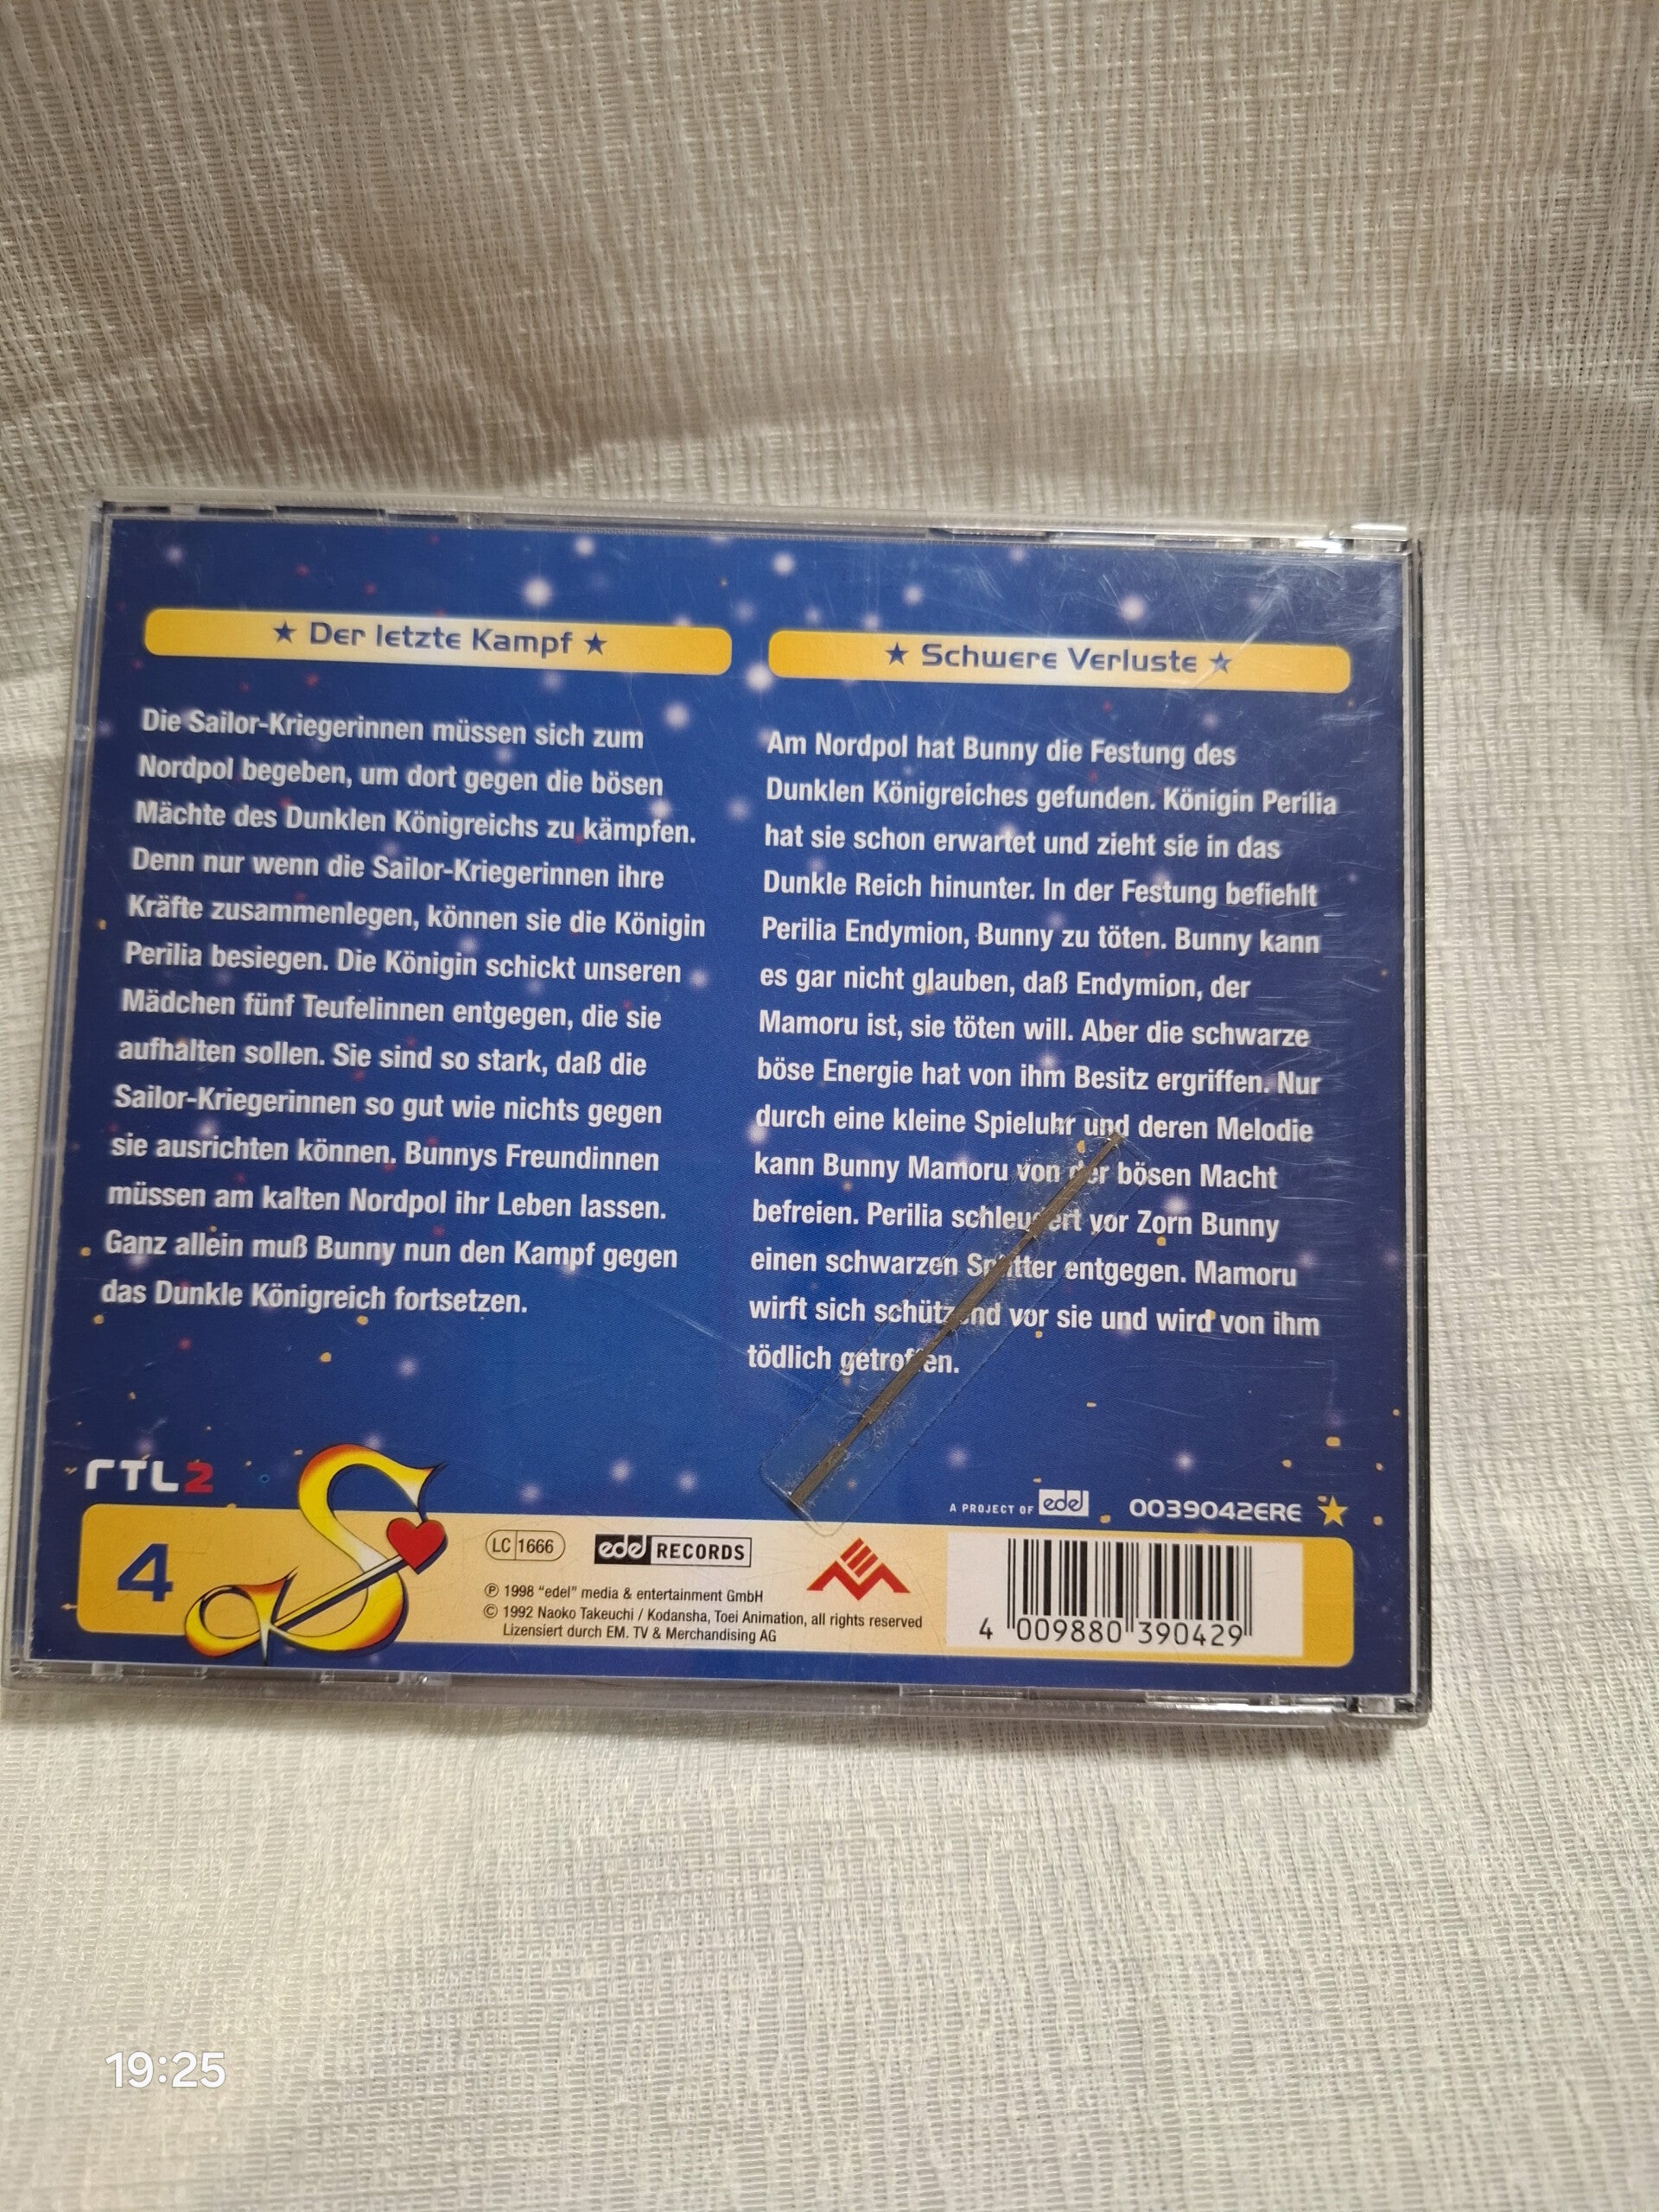 ★ Der letzte Kampf ★
Die Sailor-Kriegerinnen müssen sich zum
Nordpol begeben, um dort gegen die bösen
Mächte des Dunklen Königreichs zu kämpfen.
Denn nur wenn die Sailor-Kriegerinnen ihre
Kräfte zusammenlegen, können sie die Königin
Perilia besiegen. Die Königin schickt unseren
Mädchen fünf Teufelinnen entgegen, die sie
aufhalten sollen. Sie sind so stark, daß die
Sailor-Kriegerinnen so gut wie nichts gegen
sie ausrichten können. Bunnys Freundinnen
müssen am kalten Nordpol ihr Leben lassen.
Ganz allein muß Bunny nun den Kampf gegen
das Dunkle Königreich fortsetzen.
★ Schwere Verluste ★
Am Nordpol hat Bunny die Festung des
Dunklen Königreiches gefunden. Königin Perilia
hat sie schon erwartet und zieht sie in das
Dunkle Reich hinunter. In der Festung befiehlt
Perilia Endymion, Bunny zu töten. Bunny kann
es gar nicht glauben, daß Endymion, der
Mamoru ist, sie töten will. Aber die schwarze
böse Energie hat von ihm Besitz ergriffen. Nur
durch eine kleine Spieluhr und deren Melodie
kann Bunny Mamoru von der bösen Macht
befreien. Perilia schleudert vor Zorn Bunny
einen schwarzen Splitter entgegen. Mamoru
wirft sich schützend vor sie und wird von ihm
tödlich getroffen.
RTL2
A PROJECT OF edel 0039042ERE
4
S
LC 1666 edel RECORDS
℗ 1998 "edel" media & entertainment GmbH
© 1992 Naoko Takeuchi / Kodansha, Toei Animation, all rights reserved
Lizensiert durch EM. TV & Merchandising AG
4 009880 390429
19:25